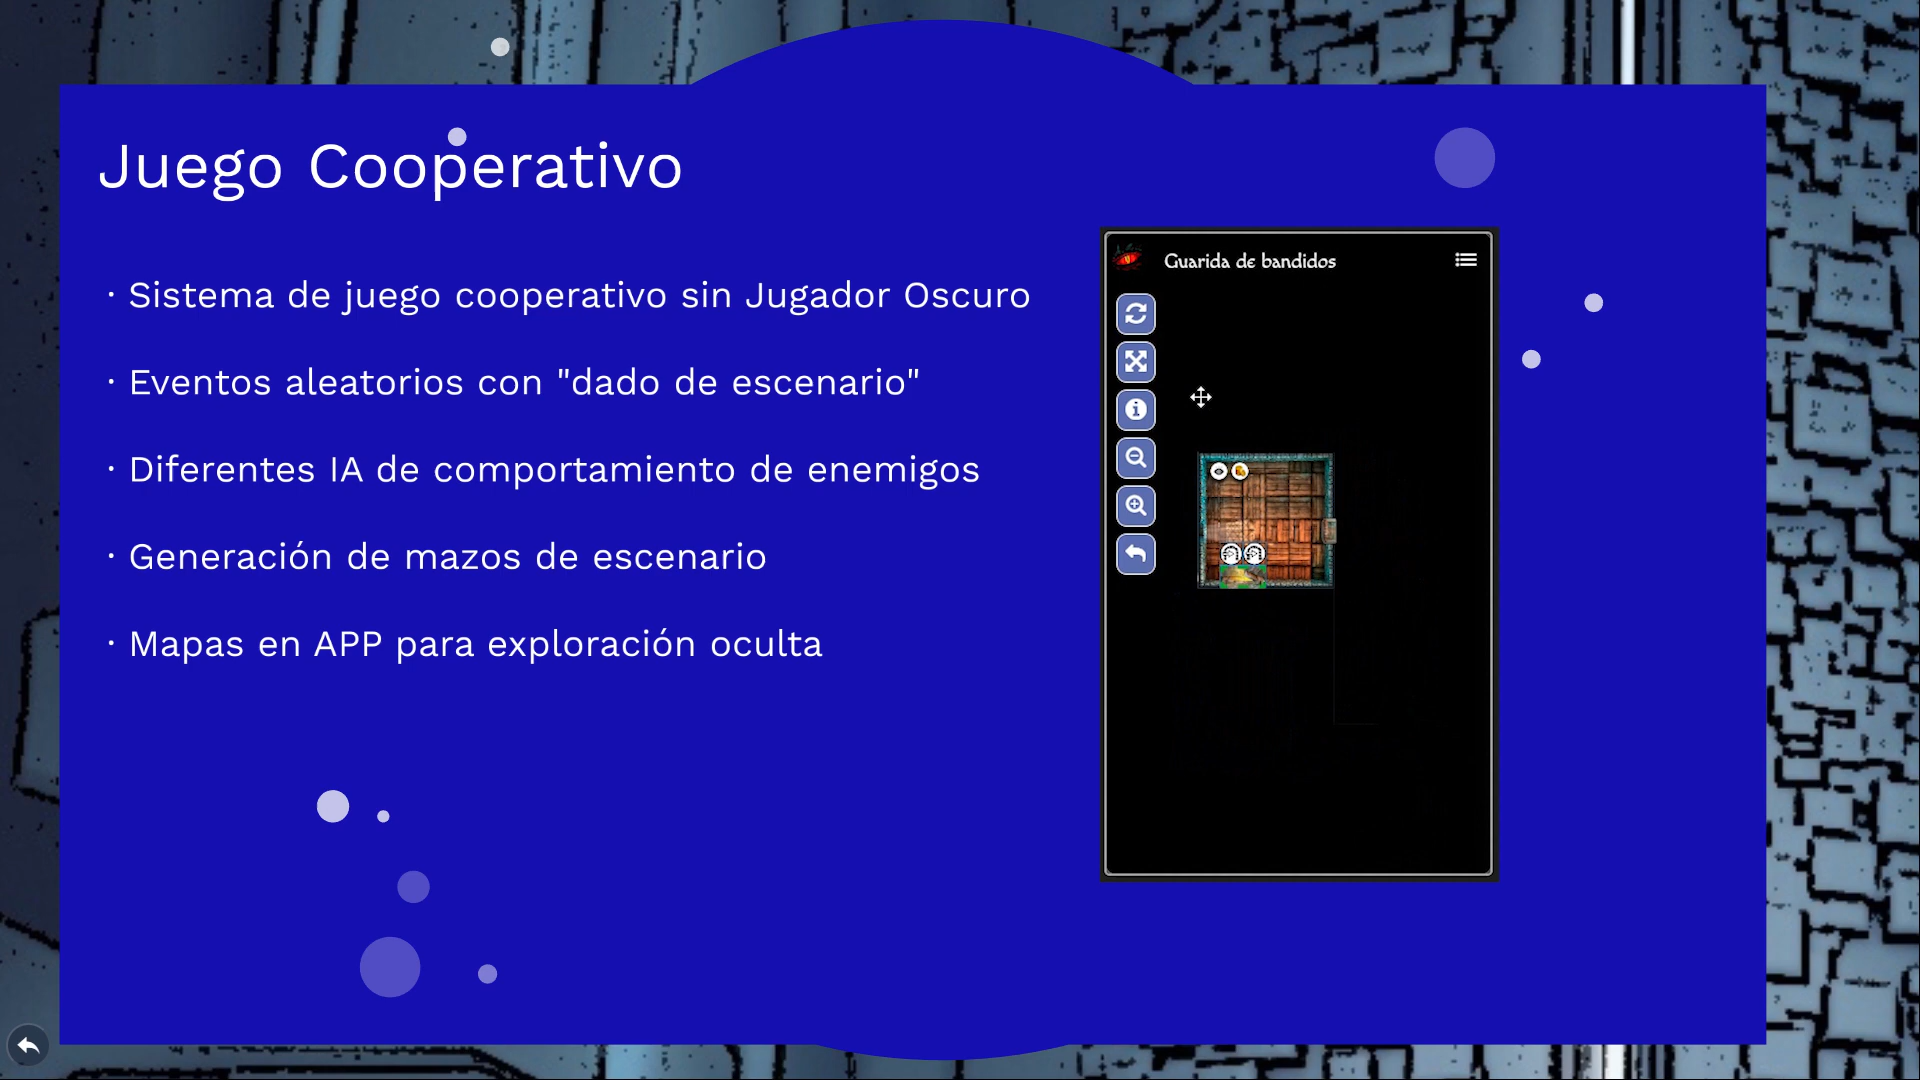 Juego Cooperativo
· Sistema de juego cooperativo sin Jugador Oscuro
· Eventos aleatorios con "dado de escenario"
· Diferentes IA de comportamiento de enemigos
· Generación de mazos de escenario
· Mapas en APP para exploración oculta
Guarida de bandidos